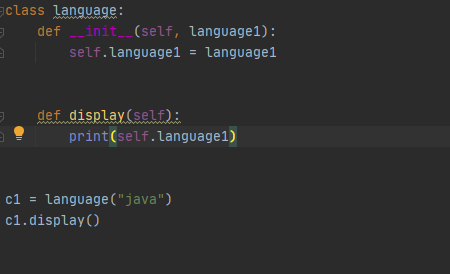 class language:
    def __init__(self, language1):
        self.language1 = language1
    def display(self):
        print(self.language1)
c1 = language("java")
c1.display()